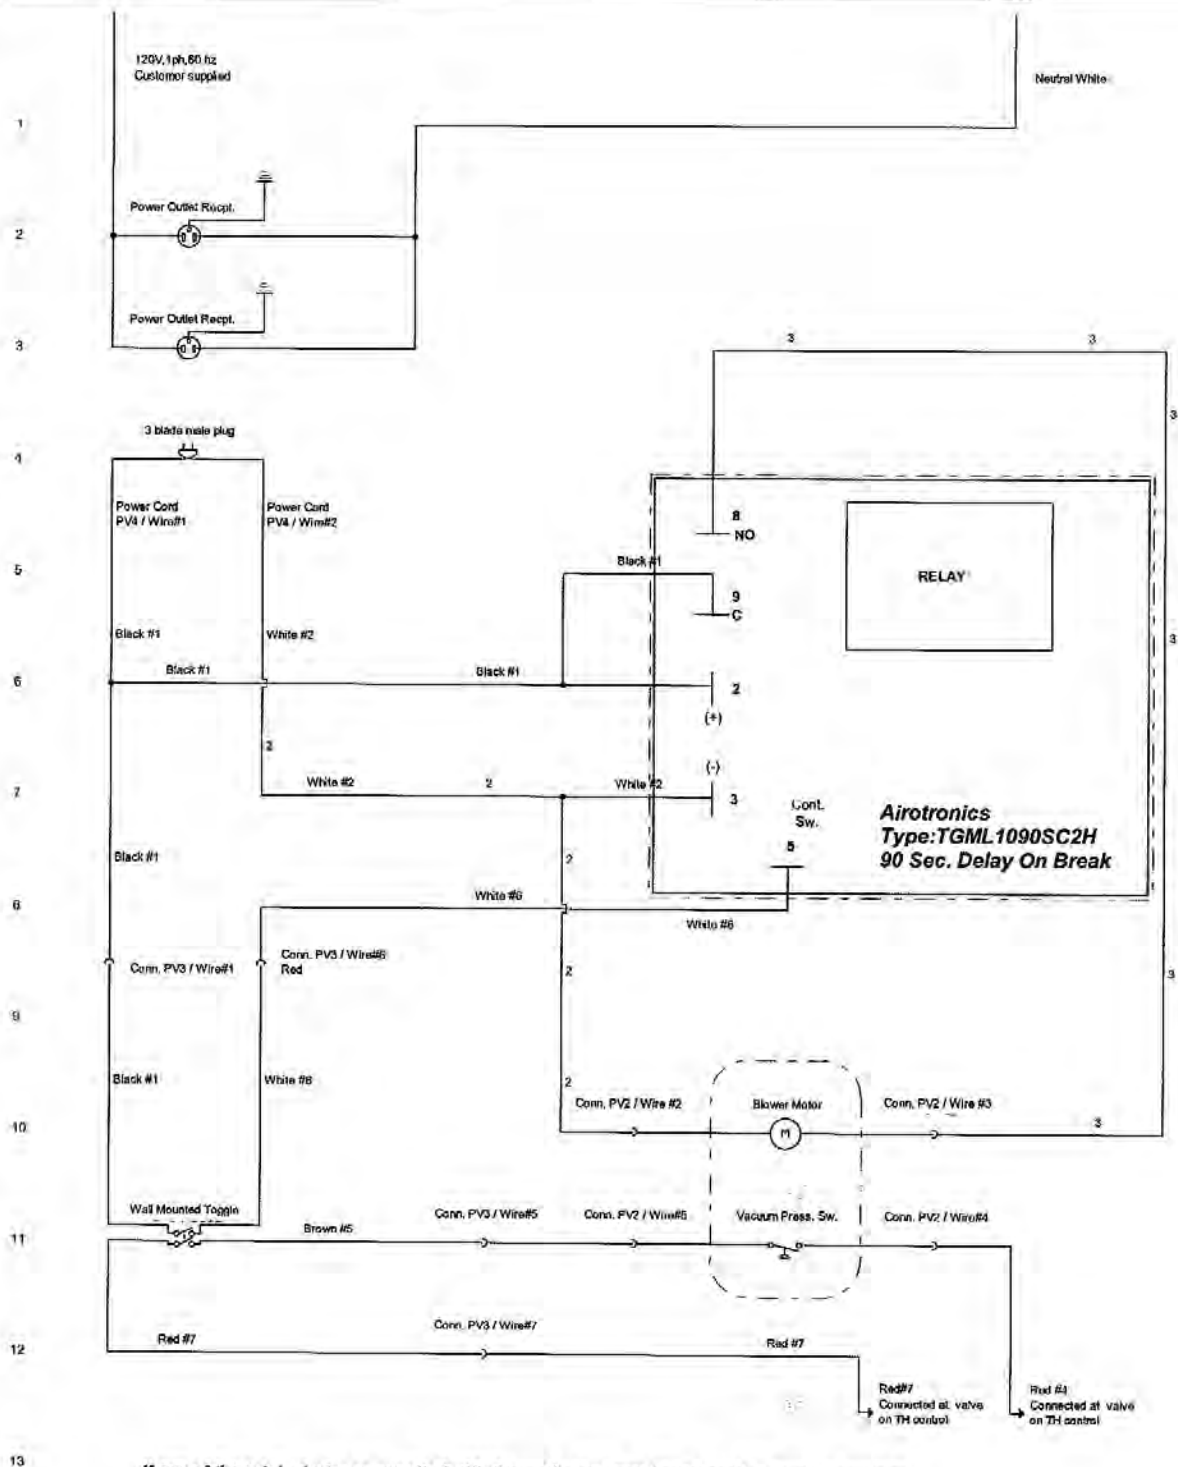 120V,1ph,60 hz
Customer supplied
Neutral White
1
Power Outlet Recpt.
2
Power Outlet Recpt.
3
3
3
3
3 blade male plug
4
Power Cord
PV4 / Wire#1
Power Cord
PV4 / Wire#2
8
NO
RELAY
5
Black #1
9
C
Black #1
White #2
3
Black #1
Black #1
6
2
(+)
2
(-)
White #2
2
White #2
7
3
Cont.
Sw.
5
Airotronics
Type:TGML1090SC2H
90 Sec. Delay On Break
Black #1
2
White #6
8
White #6
Conn. PV3 / Wire#1
Conn. PV3 / Wire#6
Red
2
3
9
Black #1
White #6
2
Conn. PV2 / Wire #2
Blower Motor
Conn. PV2 / Wire #3
10
M
3
Wall Mounted Toggle
Brown #5
Conn. PV3 / Wire#5
Conn. PV2 / Wire#5
Vacuum Press. Sw.
Conn. PV2 / Wire#4
11
Conn. PV3 / Wire#7
12
Red #7
Red #7
Red#7
Connected at valve
on TH control
Red #4
Connected at valve
on TH control
13